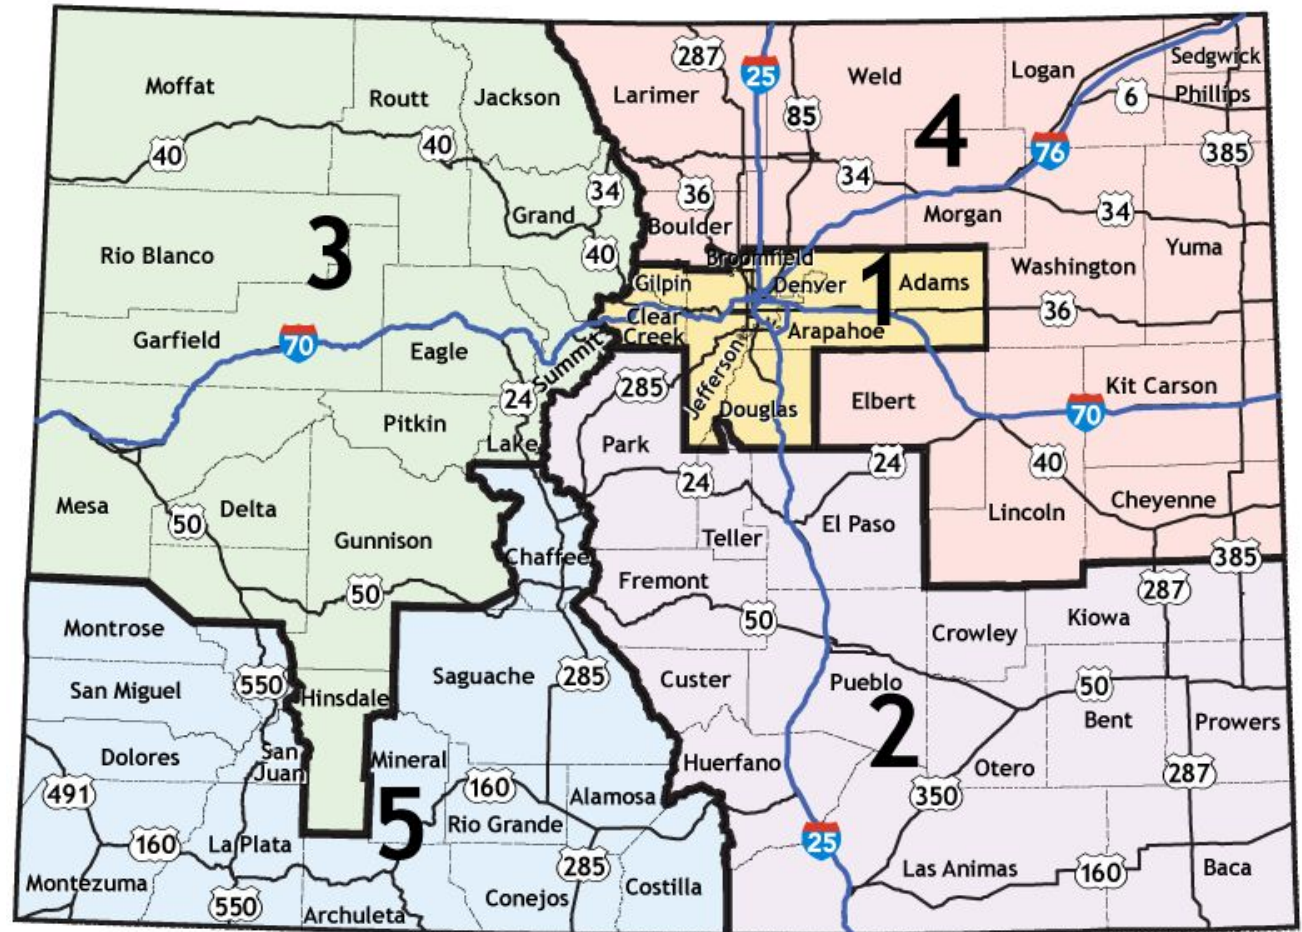 Moffat
Routt
Jackson
Larimer
287
25
85
Weld
Logan
Sedgwick
Phillips
6
4
76
385
40
40
34
36
34
34
Grand
Boulder
Morgan
Yuma
3
Rio Blanco
40
Broomfield
Gilpin
Denver
1
Adams
Washington
36
Garfield
70
Eagle
Clear
Creek
Arapahoe
Summit
Jefferson
24
285
Douglas
Elbert
Kit Carson
70
Pitkin
Lake
Park
24
24
40
Mesa
50
Delta
Gunnison
Chaffee
Teller
El Paso
Lincoln
Cheyenne
385
50
Fremont
50
287
Montrose
Crowley
Kiowa
San Miguel
550
Hinsdale
Saguache
285
Custer
Pueblo
50
2
Bent
Prowers
Dolores
San
Juan
Mineral
Huerfano
Otero
287
491
160
Alamosa
350
5
Rio Grande
160
La Plata
25
285
Las Animas
160
Baca
Montezuma
550
Archuleta
Conejos
Costilla